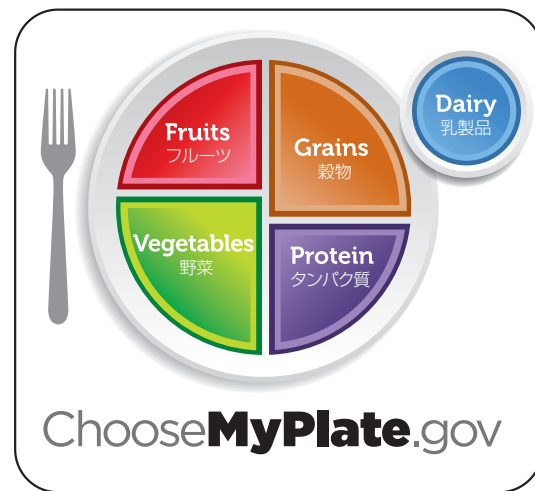 Fruits
フルーツ
Grains
穀物
Dairy
乳製品
Vegetables
野菜
Protein
タンパク質
ChooseMyPlate.gov